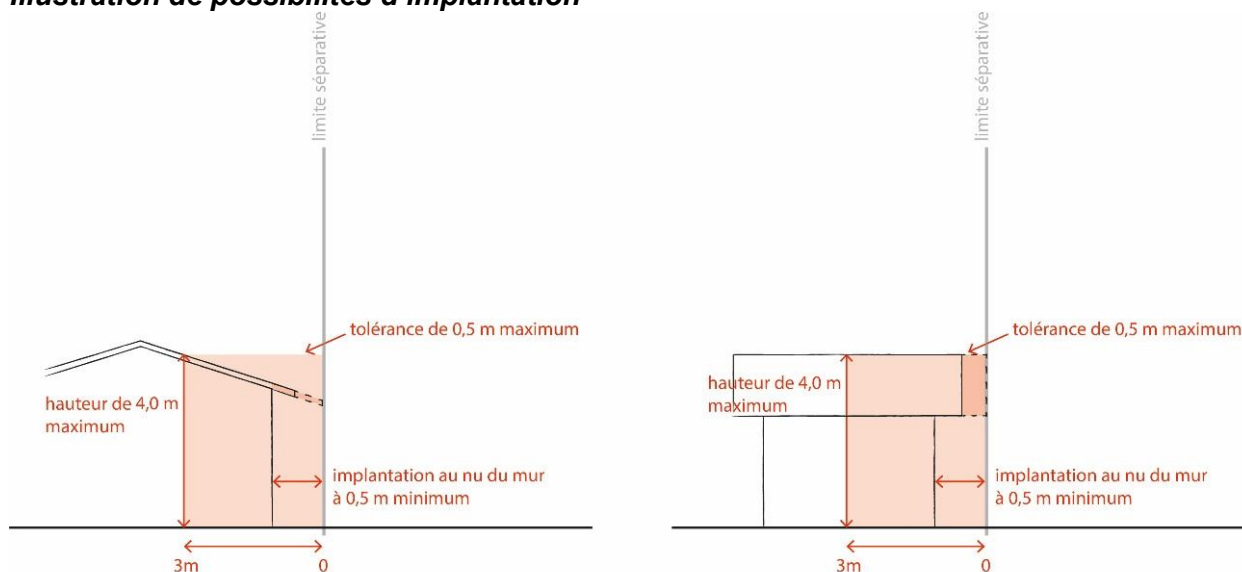 illustration de possibilités d'implantation
limite séparative
tolérance de 0,5 m maximum
hauteur de 4,0 m
maximum
implantation au nu du mur
à 0,5 m minimum
3m
0
limite séparative
tolérance de 0,5 m maximum
hauteur de 4,0 m
maximum
implantation au nu du mur
à 0,5 m minimum
3m
0